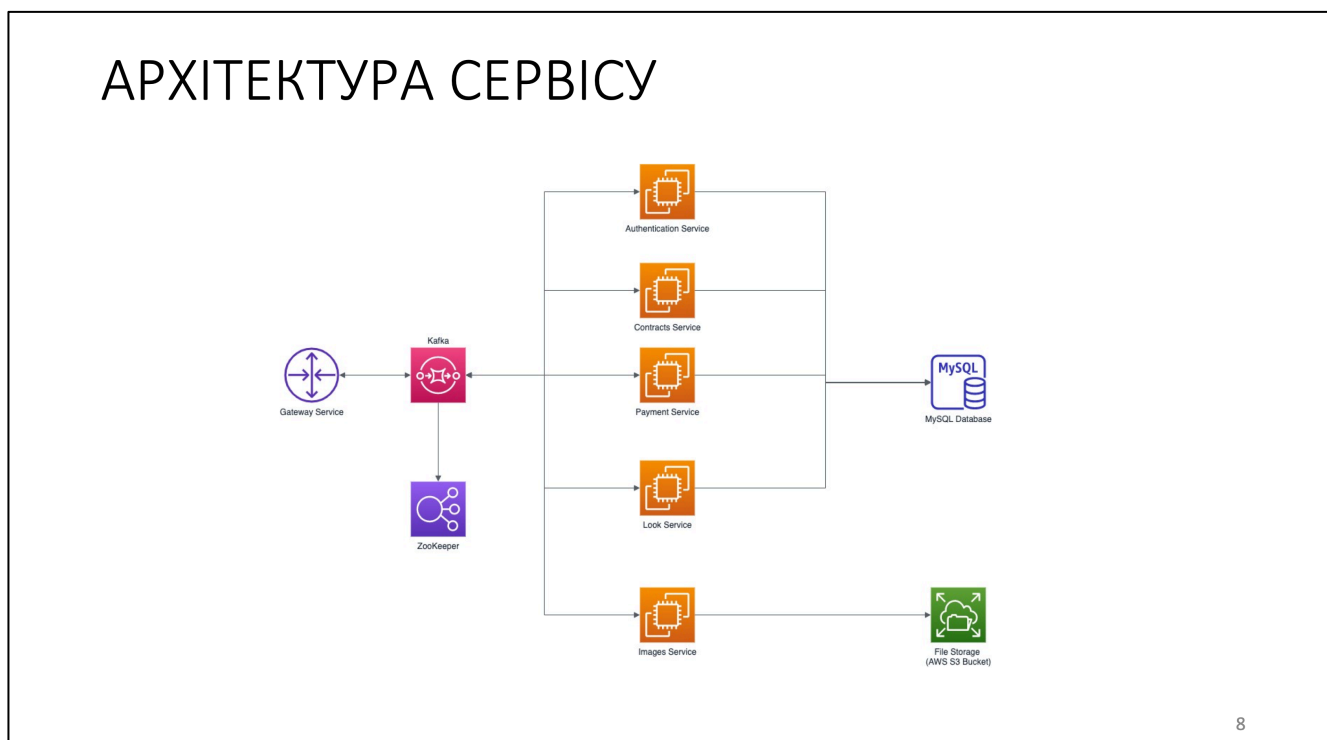 АРХІТЕКТУРА СЕРВІСУ
Authentication Service
Contracts Service
Kafka
Gateway Service
Payment Service
MySQL
MySQL Database
ZooKeeper
Look Service
Images Service
File Storage
(AWS S3 Bucket)
8